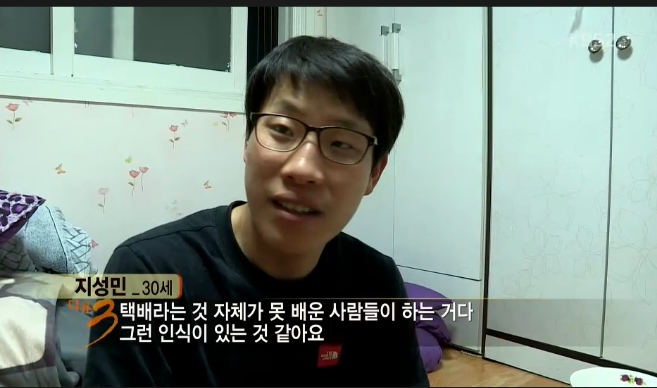 지성민 _ 30세
택배라는 것 자체가 못 배운 사람들이 하는 거다
그런 인식이 있는 것 같아요
3